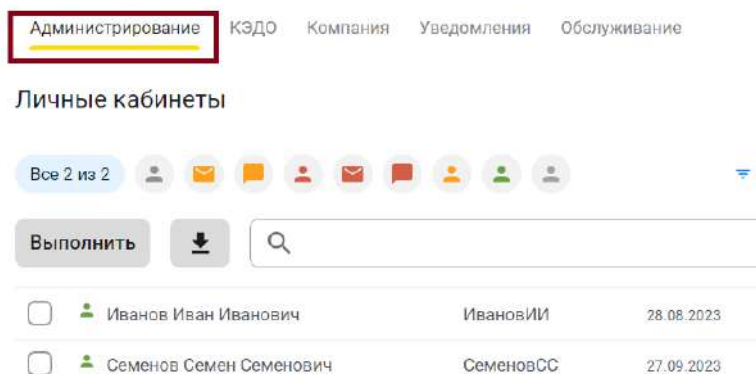 Администрирование КЭДО Компания Уведомления Обслуживание
Личные кабинеты
Все 2 из 2
Выполнить
Иванов Иван Иванович ИвановИИ 28.08.2023
Семенов Семен Семенович СеменовСС 27.09.2023